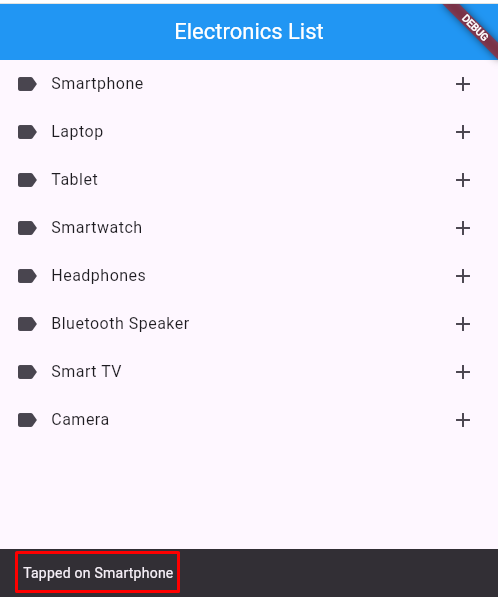 Electronics List
DEBUG
Smartphone
Laptop
Tablet
Smartwatch
Headphones
Bluetooth Speaker
Smart TV
Camera
Tapped on Smartphone